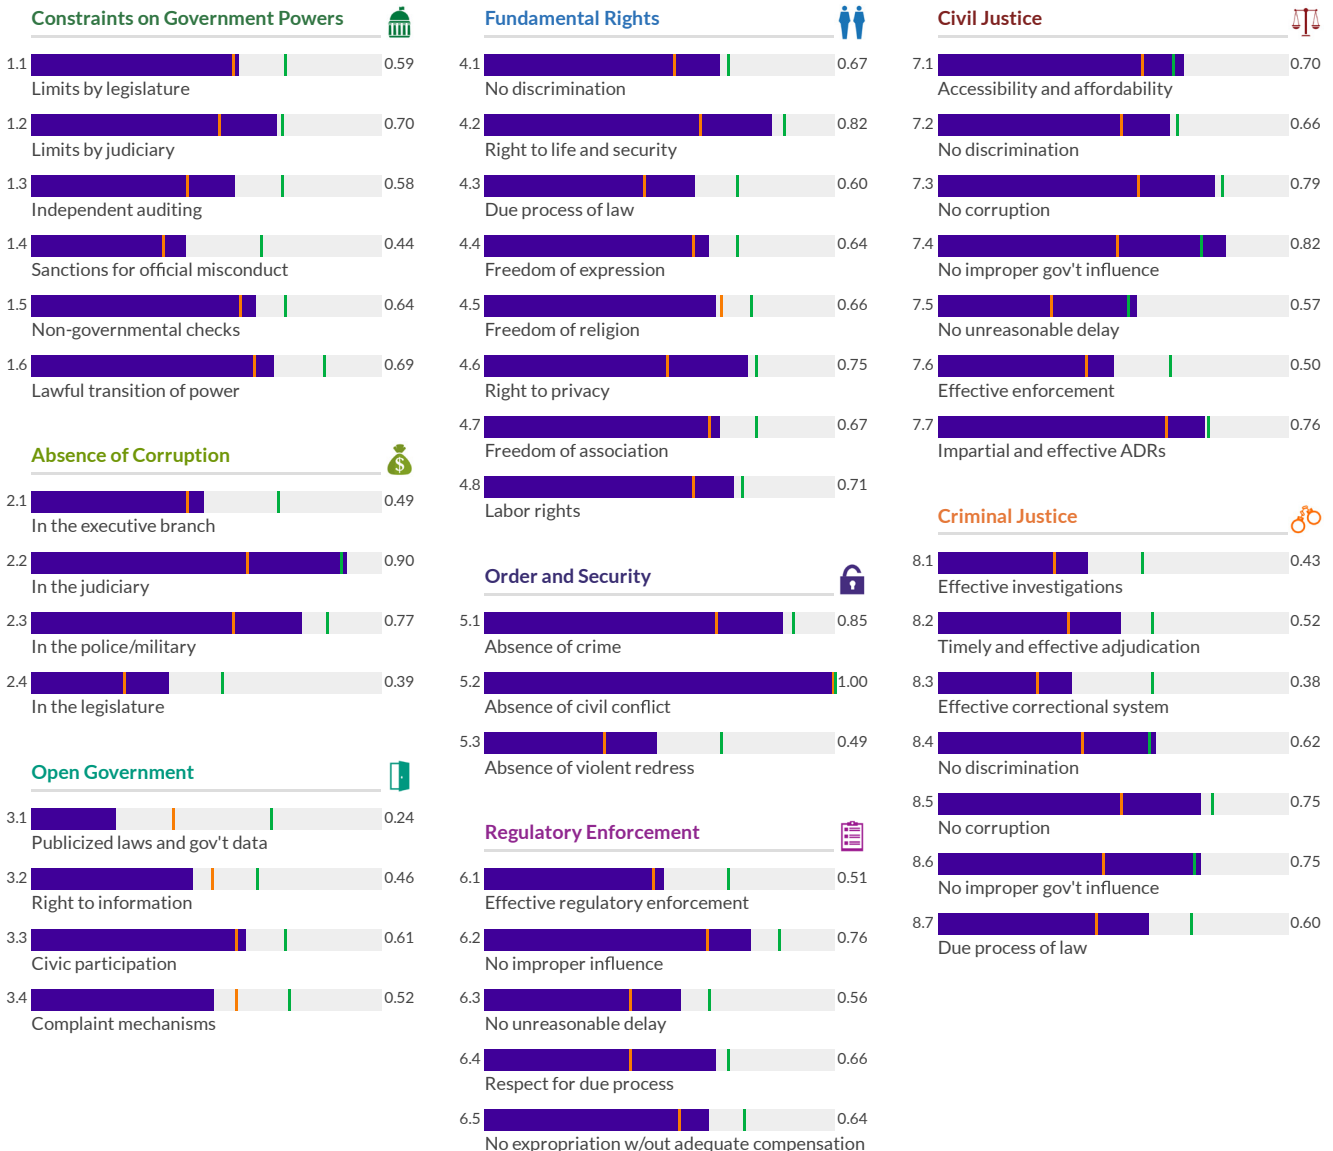 Constraints on Government Powers
1.1 0.59
Limits by legislature
1.2 0.70
Limits by judiciary
1.3 0.58
Independent auditing
1.4 0.44
Sanctions for official misconduct
1.5 0.64
Non-governmental checks
1.6 0.69
Lawful transition of power
Absence of Corruption
$
2.1 0.49
In the executive branch
2.2 0.90
In the judiciary
2.3 0.77
In the police/military
2.4 0.39
In the legislature
Open Government
3.1 0.24
Publicized laws and gov't data
3.2 0.46
Right to information
3.3 0.61
Civic participation
3.4 0.52
Complaint mechanisms
Fundamental Rights
4.1 0.67
No discrimination
4.2 0.82
Right to life and security
4.3 0.60
Due process of law
4.4 0.64
Freedom of expression
4.5 0.66
Freedom of religion
4.6 0.75
Right to privacy
4.7 0.67
Freedom of association
4.8 0.71
Labor rights
Order and Security
5.1 0.85
Absence of crime
5.2 1.00
Absence of civil conflict
5.3 0.49
Absence of violent redress
Regulatory Enforcement
6.1 0.51
Effective regulatory enforcement
6.2 0.76
No improper influence
6.3 0.56
No unreasonable delay
6.4 0.66
Respect for due process
6.5 0.64
No expropriation w/out adequate compensation
Civil Justice
7.1 0.70
Accessibility and affordability
7.2 0.66
No discrimination
7.3 0.79
No corruption
7.4 0.82
No improper gov't influence
7.5 0.57
No unreasonable delay
7.6 0.50
Effective enforcement
7.7 0.76
Impartial and effective ADRs
Criminal Justice
8.1 0.43
Effective investigations
8.2 0.52
Timely and effective adjudication
8.3 0.38
Effective correctional system
8.4 0.62
No discrimination
8.5 0.75
No corruption
8.6 0.75
No improper gov't influence
8.7 0.60
Due process of law